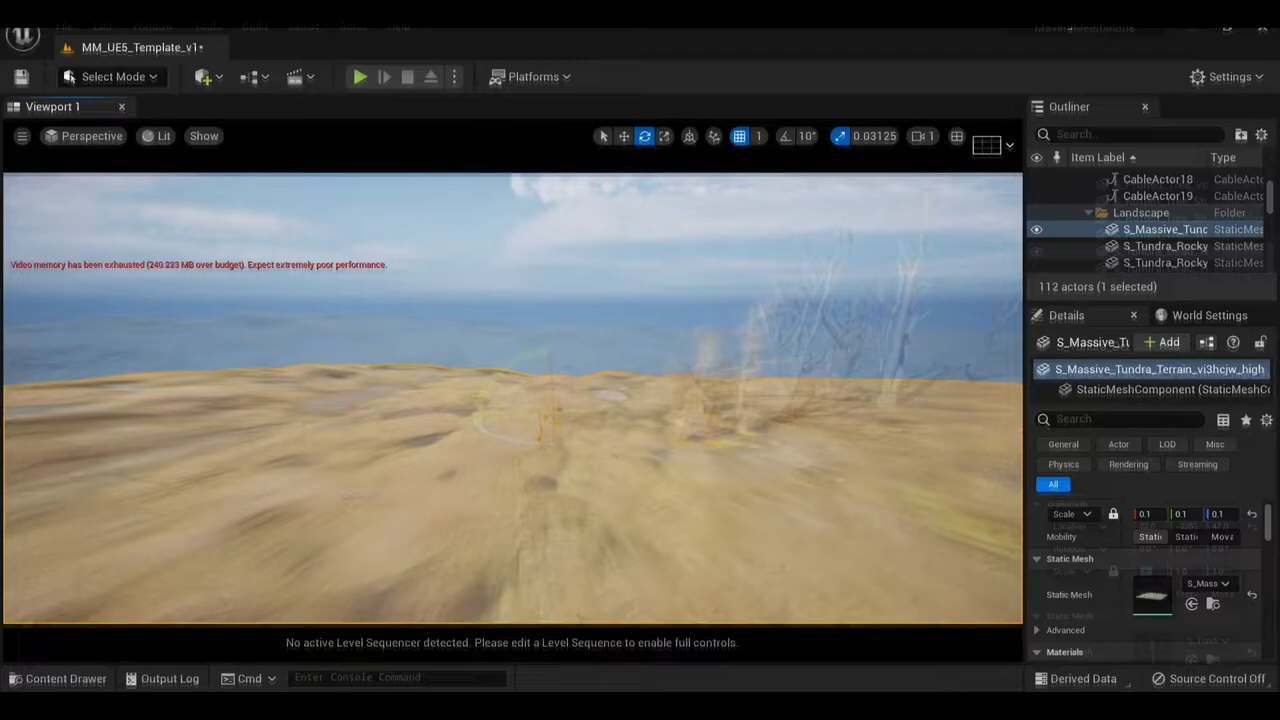 MM_UE5_Template_v1*
Select Mode
Platforms
Settings
Viewport 1
Outliner
Perspective
Lit
Show
1
10°
0.03125
1
Search...
Item Label
Type
CableActor18
CableActo
CableActor19
CableActo
Landscape
Folder
S_Massive_Tund
StaticMes
S_Tundra_Rocky
StaticMes
S_Tundra_Rocky
StaticMes
Video memory has been exhausted (240.223 MB over budget). Expect extremely poor performance.
112 actors (1 selected)
Details
World Settings
S_Massive_Tu
Add
S_Massive_Tundra_Terrain_vi3hcjw_high
StaticMeshComponent (StaticMeshCo
Search
General
Actor
LOD
Misc
Physics
Rendering
Streaming
All
Scale
0.1
0.1
0.1
Mobility
Stati
Stati
Mova
Static Mesh
Static Mesh
S_Mass
Advanced
Materials
No active Level Sequencer detected. Please edit a Level Sequence to enable full controls.
Content Drawer
Output Log
Cmd
Enter Console Command
Derived Data
Source Control Off